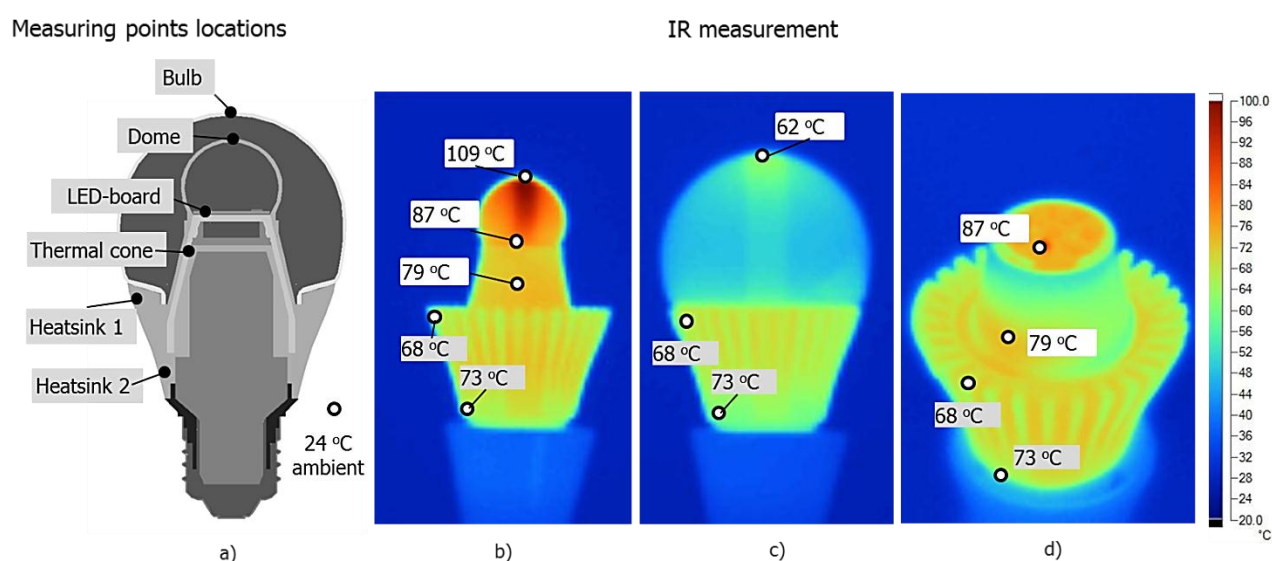 Measuring points locations
IR measurement
Bulb
Dome
LED-board
Thermal cone
Heatsink 1
Heatsink 2
24 ºC
ambient
a)
109 ºC
87 ºC
79 ºC
68 ºC
73 ºC
b)
62 ºC
68 ºC
73 ºC
c)
87 ºC
79 ºC
68 ºC
73 ºC
d)
100.0
96
92
88
84
80
76
72
68
64
60
56
52
48
44
40
36
32
28
24
20.0
°C